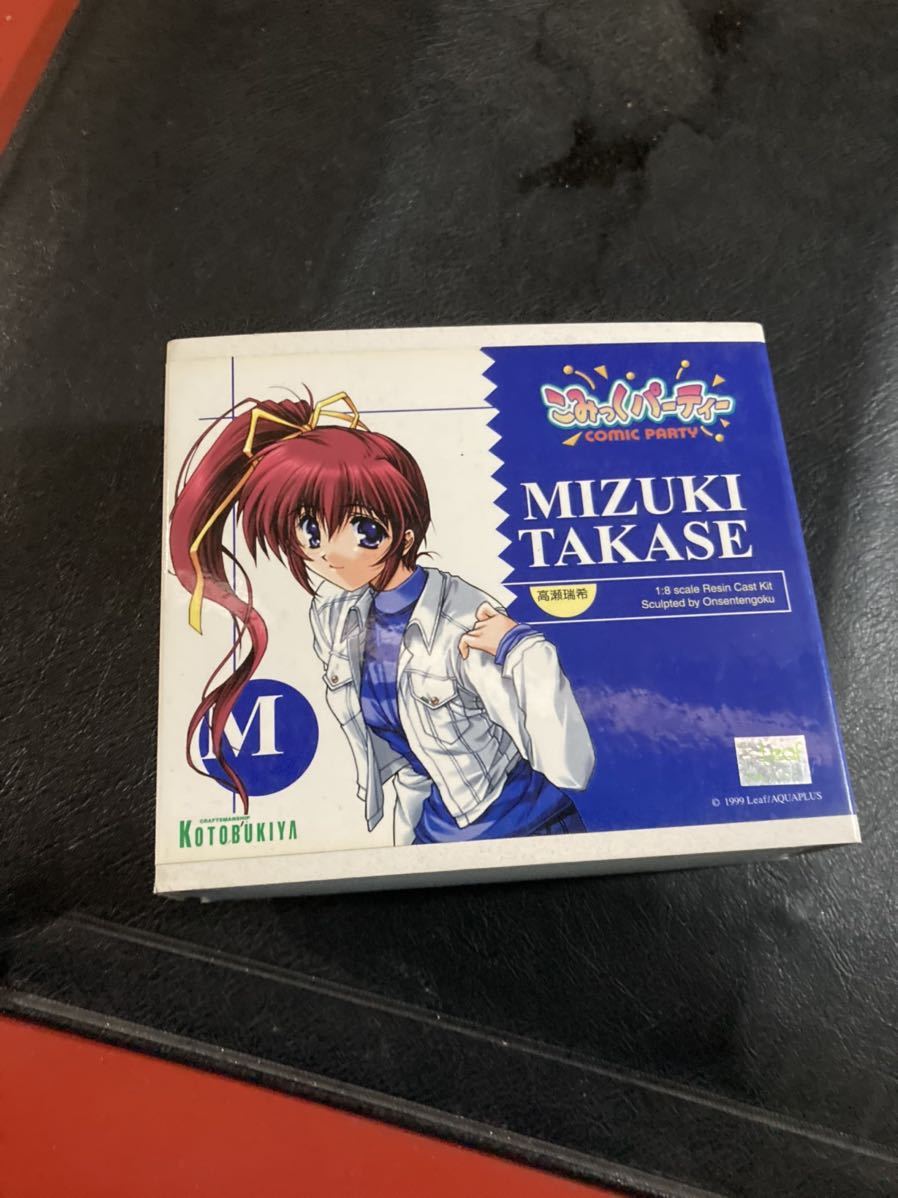 こみっくパーティー
COMIC PARTY
MIZUKI
TAKASE
高瀬瑞希
1:8 scale Resin Cast Kit
Sculpted by Onsentengoku
M
Leaf
© 1999 Leaf/AQUAPLUS
CRAFTSMANSHIP
KOTOBUKIYA